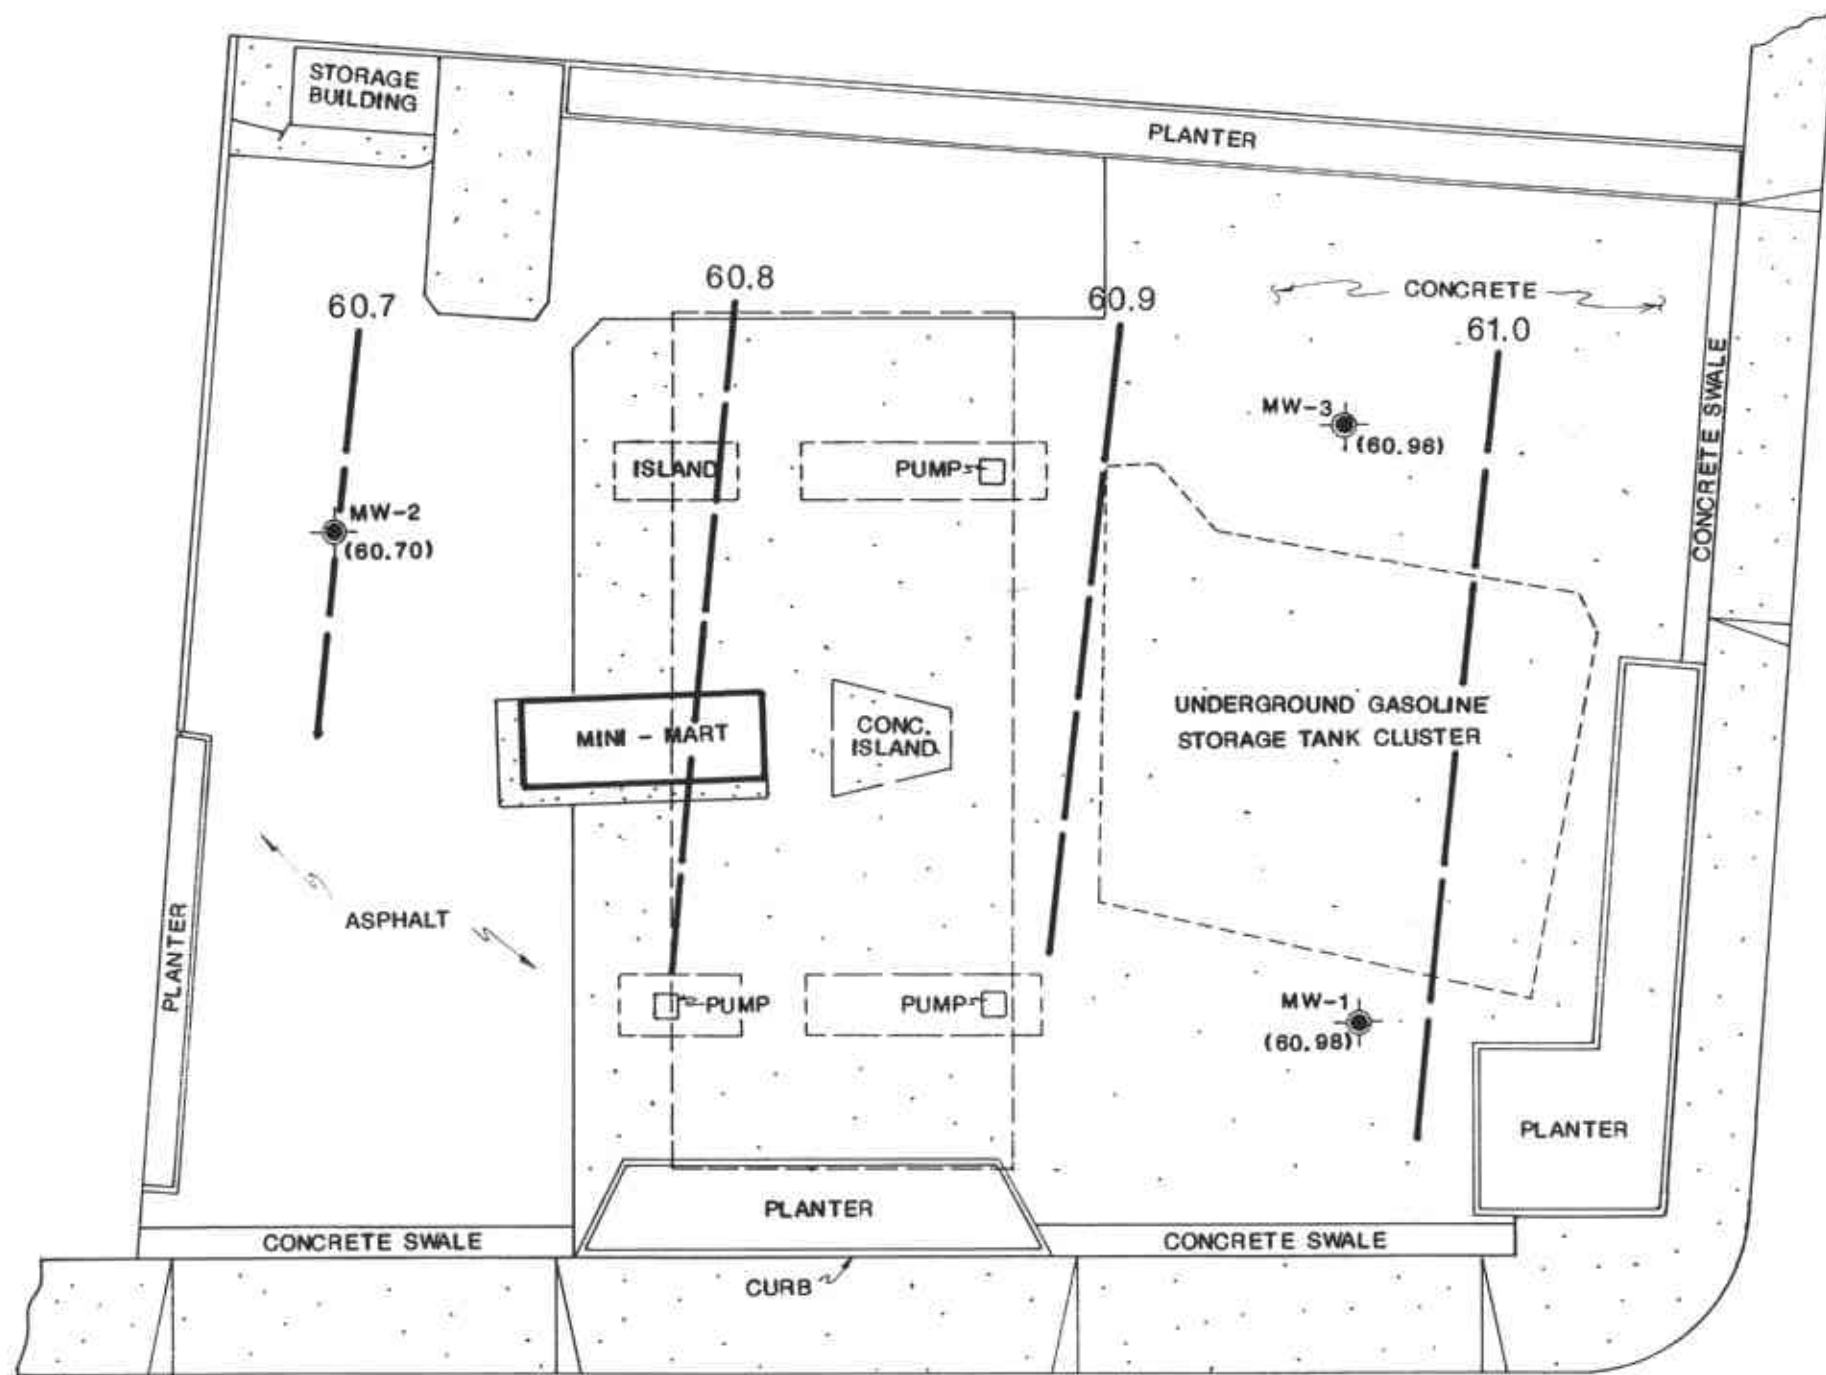 STORAGE
BUILDING
PLANTER
60.7
60.8
60.9
61.0
CONCRETE
CONCRETE SWALE
MW-3
(60.96)
ISLAND
PUMP
MW-2
(60.70)
UNDERGROUND GASOLINE
STORAGE TANK CLUSTER
MINI - MART
CONC.
ISLAND
ASPHALT
PLANTER
PUMP
PUMP
MW-1
(60.98)
PLANTER
PLANTER
CONCRETE SWALE
CONCRETE SWALE
CURB